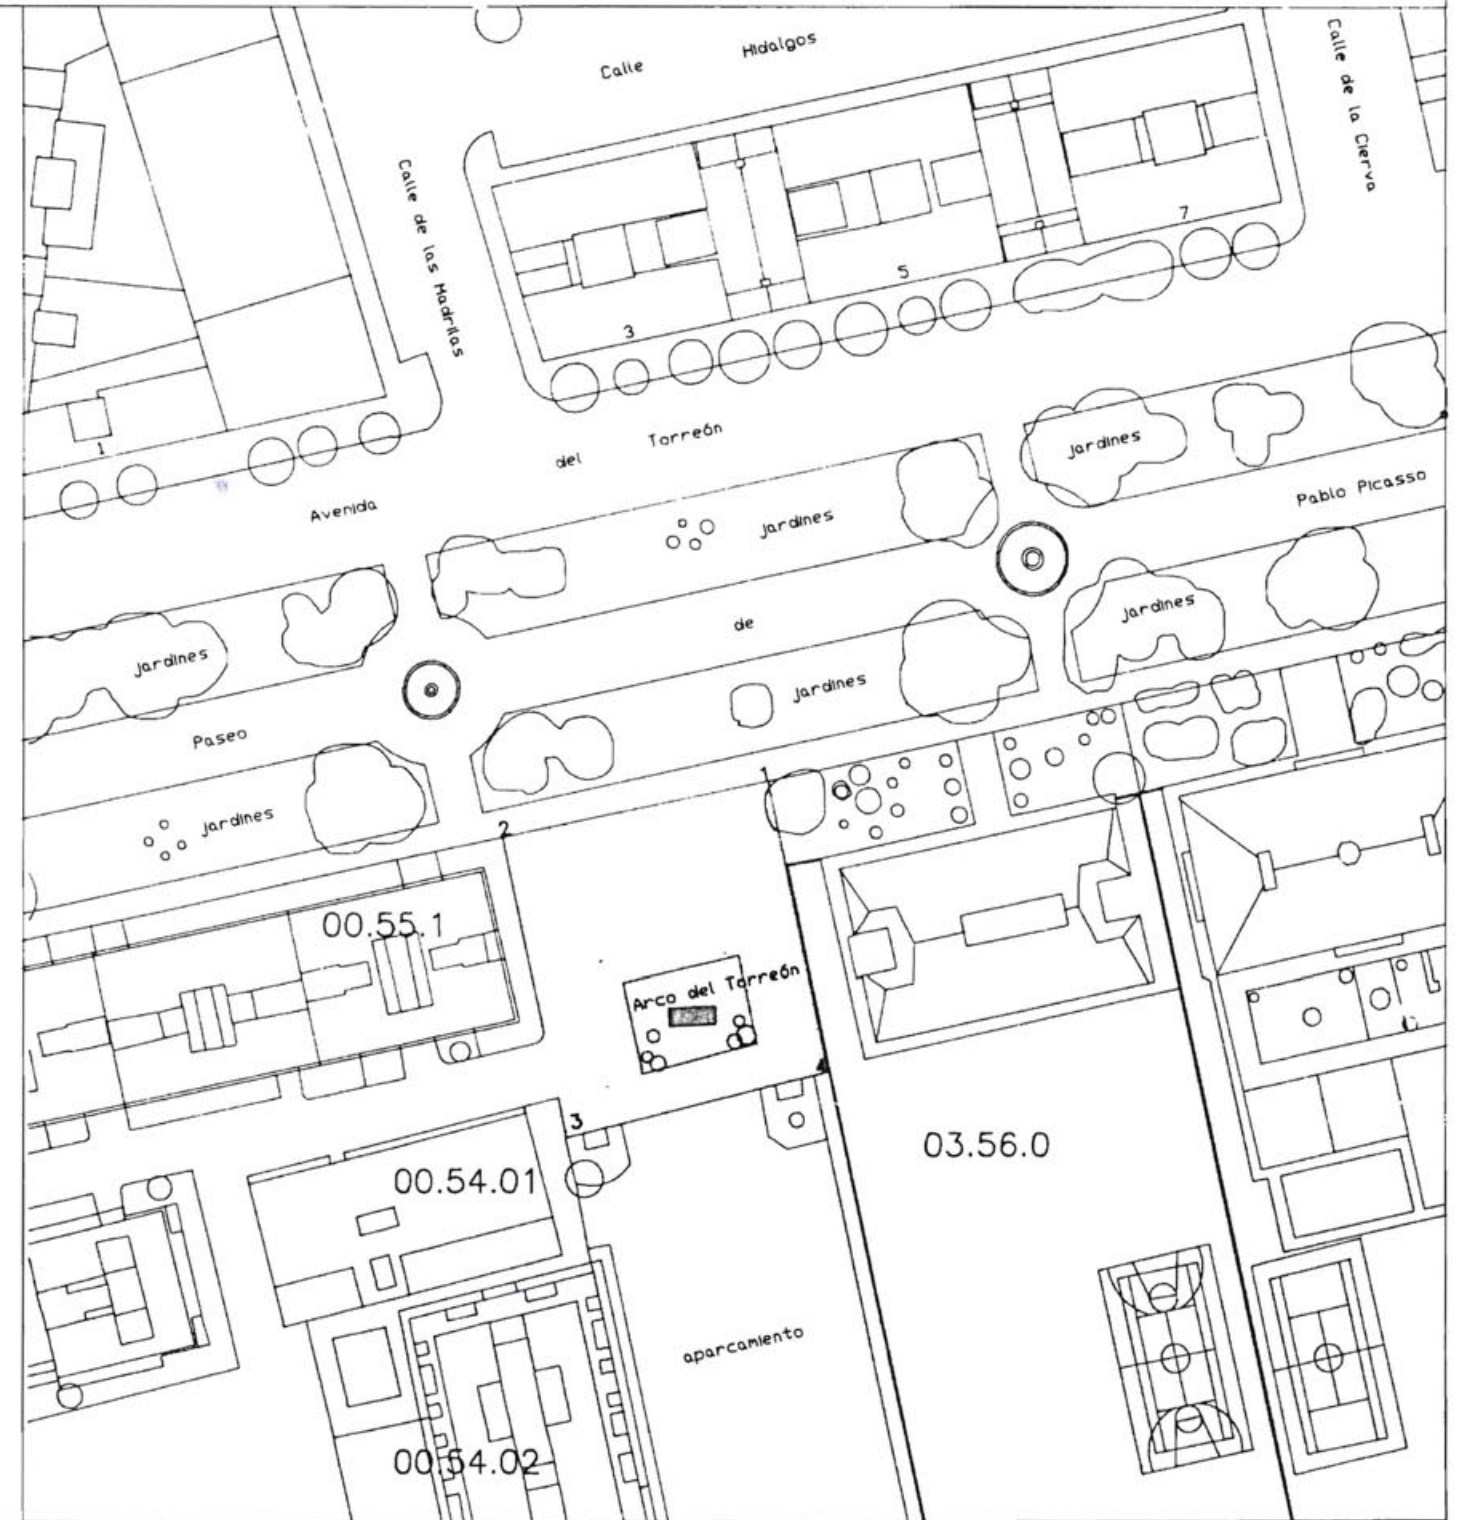 Calle Hidalgos
Calle de la Cierva
Calle de las Madrilas
7
5
3
1
Avenida del Torreón
Jardines
Jardines
Pablo Picasso
Jardines
de
Jardines
Jardines
Paseo
Jardines
1
2
00.55.1
Arco del Torreón
4
3
03.56.0
00.54.01
aparcamiento
00.54.02